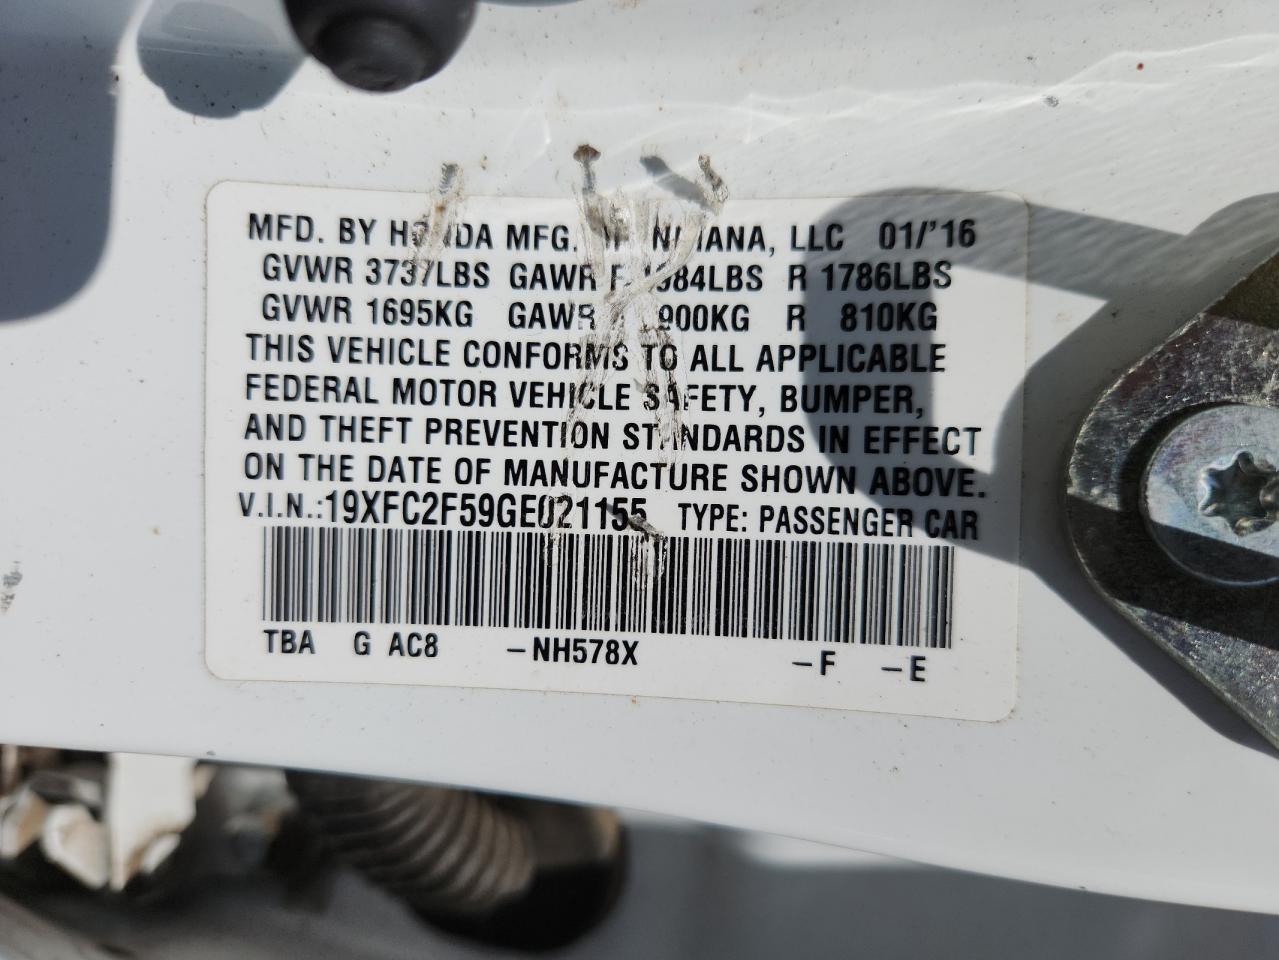 MFD. BY HONDA MFG. INDIANA, LLC 01/'16
GVWR 3737LBS GAWR F 1984LBS R 1786LBS
GVWR 1695KG GAWR 900KG R 810KG
THIS VEHICLE CONFORMS TO ALL APPLICABLE
FEDERAL MOTOR VEHICLE SAFETY, BUMPER,
AND THEFT PREVENTION STANDARDS IN EFFECT
ON THE DATE OF MANUFACTURE SHOWN ABOVE.
V.I.N.:19XFC2F59GE021155 TYPE: PASSENGER CAR
TBA G AC8 -NH578X -F -E